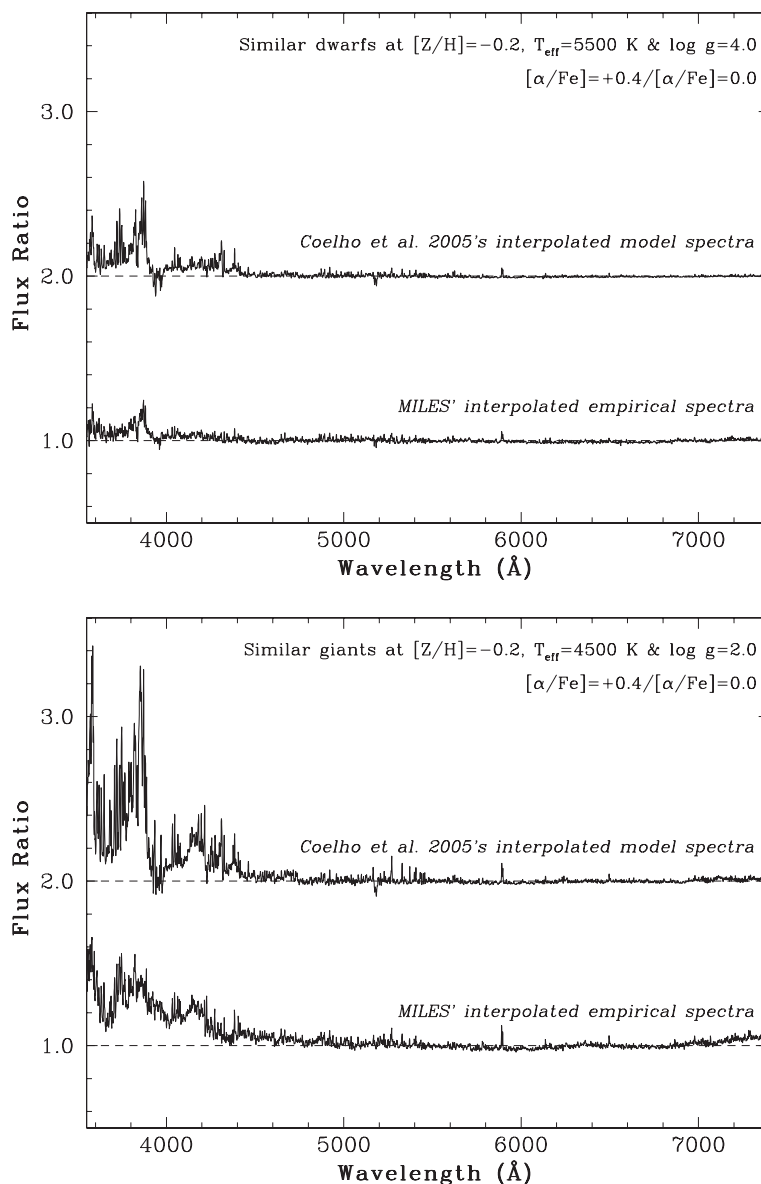 Similar dwarfs at [Z/H]=−0.2, Teff=5500 K & log g=4.0
[α/Fe]=+0.4/[α/Fe]=0.0
3.0
Coelho et al. 2005's interpolated model spectra
2.0
MILES' interpolated empirical spectra
1.0
Flux Ratio
4000 5000 6000 7000
Wavelength (Å)
Similar giants at [Z/H]=−0.2, Teff=4500 K & log g=2.0
[α/Fe]=+0.4/[α/Fe]=0.0
3.0
Coelho et al. 2005's interpolated model spectra
2.0
MILES' interpolated empirical spectra
1.0
Flux Ratio
4000 5000 6000 7000
Wavelength (Å)